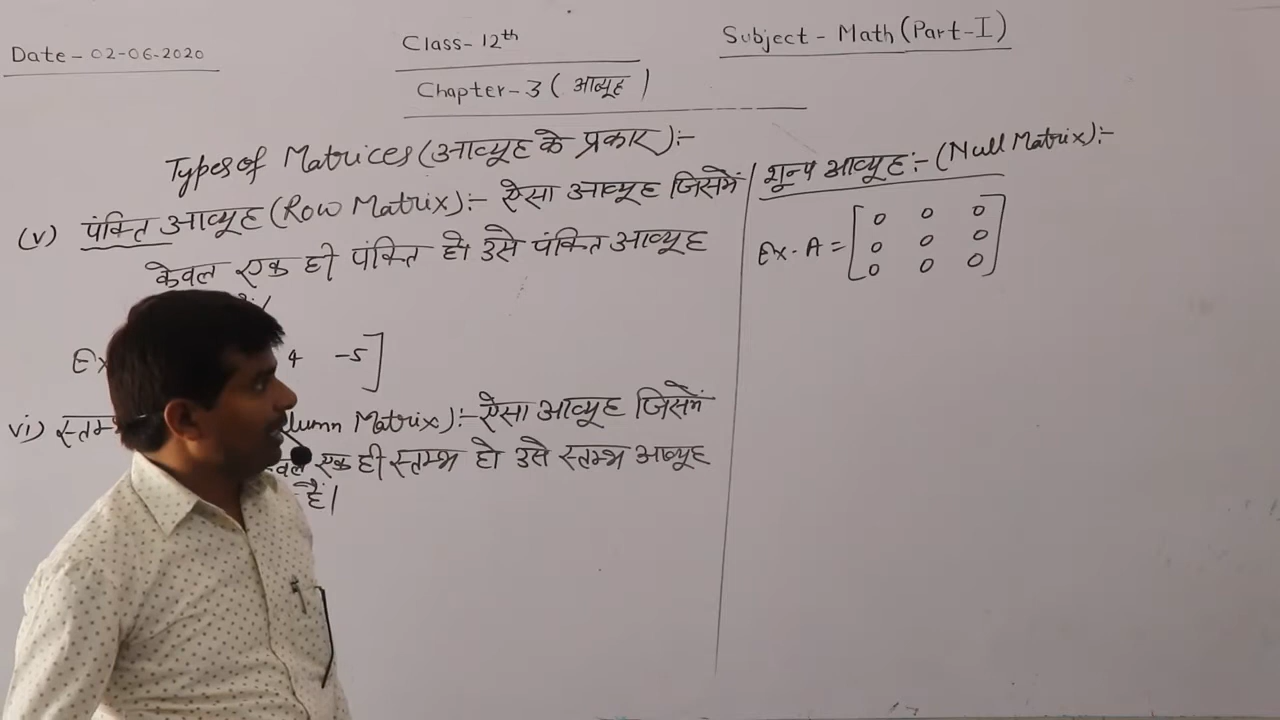 Date - 02-06-2020
Class- 12th
Subject - Math (Part-I)
Chapter-3 ( आव्यूह )
Types of Matrices (आव्यूह के प्रकार):-
(v) पंक्ति आव्यूह (Row Matrix):- ऐसा आव्यूह जिसमें
केवल एक ही पंक्ति हो उसे पंक्ति आव्यूह
हैं।
Ex 4 -5]
vi) स्तम्भ Matrix):- ऐसा आव्यूह जिसमें
एक ही स्तम्भ हो उसे स्तम्भ आव्यूह
हैं।
शून्य आव्यूह:- (Null Matrix):-
Ex. A = [0 0 0
0 0 0
0 0 0]